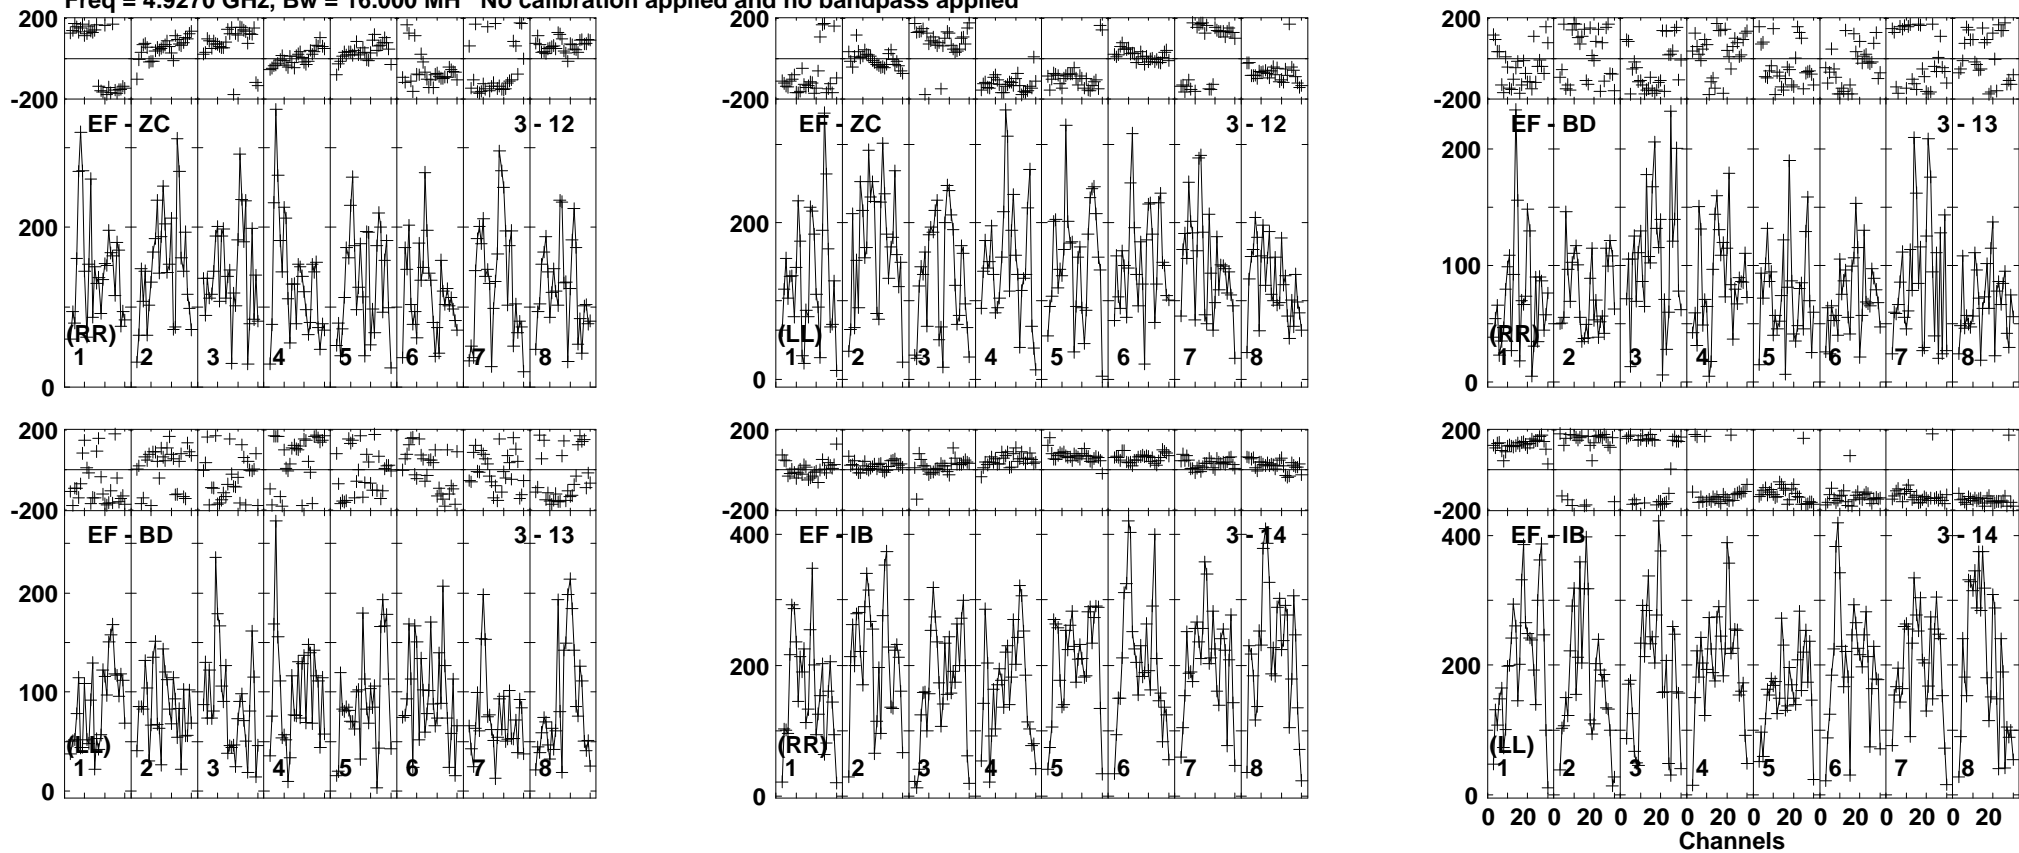 Freq = 4.9270 GHz, Bw = 16.000 MH No calibration applied and no bandpass applied
200
-200
EF - ZC 3 - 12
200
0
(RR)
1 2 3 4 5 6 7 8
200
-200
EF - ZC 3 - 12
200
0
(LL)
1 2 3 4 5 6 7 8
200
-200
EF - BD 3 - 13
200
100
0
(RR)
1 2 3 4 5 6 7 8
200
-200
EF - BD 3 - 13
200
100
0
(LL)
1 2 3 4 5 6 7 8
200
-200
EF - IB 3 - 14
400
200
0
(RR)
1 2 3 4 5 6 7 8
200
-200
EF - IB 3 - 14
400
200
0
(LL)
1 2 3 4 5 6 7 8
0 20 0 20 0 20 0 20 0 20 0 20 0 20 0 20
Channels